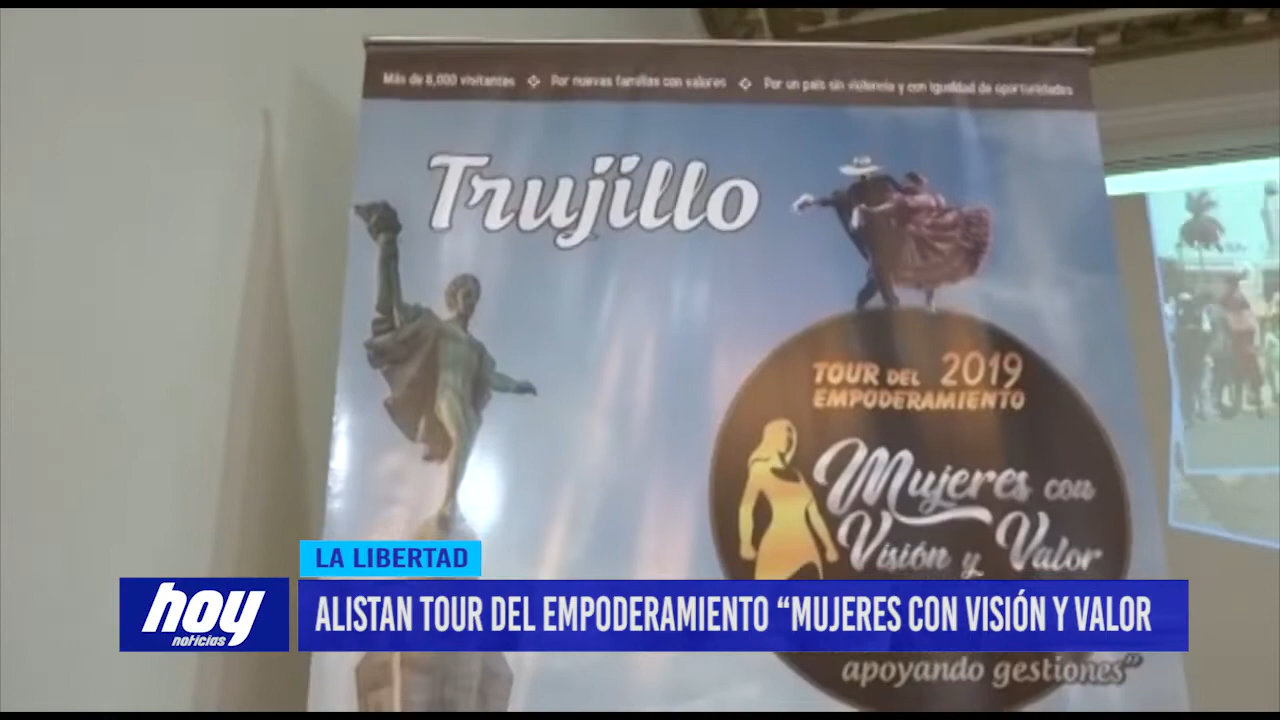 Más de 8,000 visitantes ✧ Por nuevas familias con valores ✧ Por un país sin violencia y con igualdad de oportunidades
Trujillo
TOUR DEL 2019
EMPODERAMIENTO
Mujeres con
Visión y Valor
LA LIBERTAD
hoy
noticias
ALISTAN TOUR DEL EMPODERAMIENTO “MUJERES CON VISIÓN Y VALOR
apoyando gestiones”